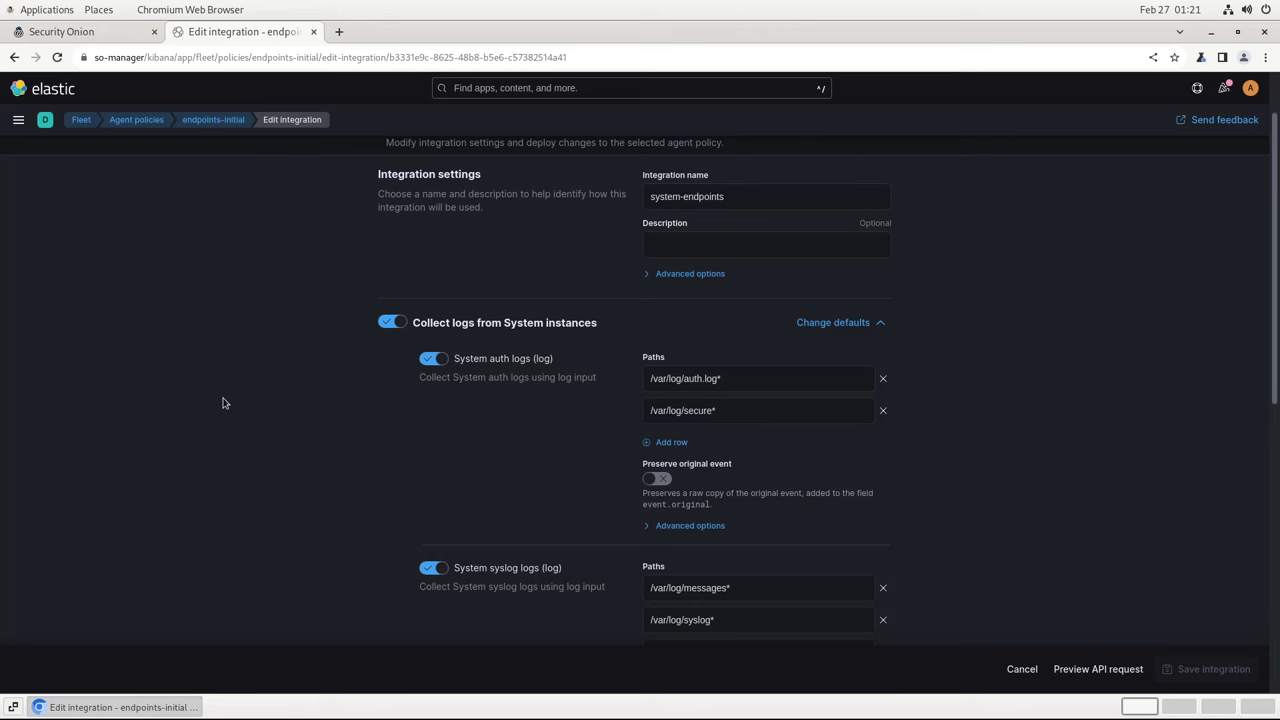 Applications Places Chromium Web Browser Feb 27 01:21
Security Onion Edit integration - endpoi
so-manager/kibana/app/fleet/policies/endpoints-initial/edit-integration/b3331e9c-8625-48b8-b5e6-c57382514a41
elastic Find apps, content, and more. ^/ A
D Fleet Agent policies endpoints-initial Edit integration Send feedback
Modify integration settings and deploy changes to the selected agent policy.
Integration settings
Choose a name and description to help identify how this
integration will be used.
Integration name
system-endpoints
Description Optional
Advanced options
Collect logs from System instances Change defaults
System auth logs (log)
Collect System auth logs using log input
Paths
/var/log/auth.log*
/var/log/secure*
Add row
Preserve original event
Preserves a raw copy of the original event, added to the field
event.original.
Advanced options
System syslog logs (log)
Collect System syslog logs using log input
Paths
/var/log/messages*
/var/log/syslog*
Cancel Preview API request Save integration
Edit integration - endpoints-initial ...